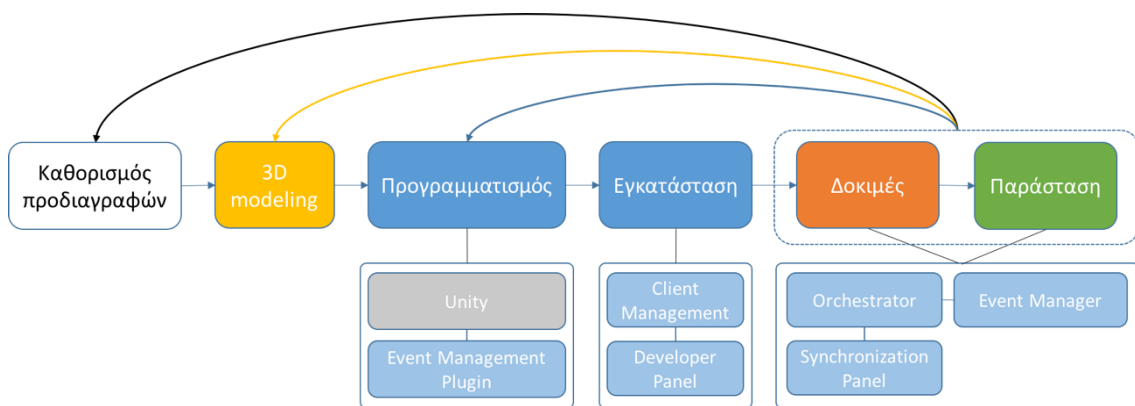 Καθορισμός
προδιαγραφών
3D
modeling
Προγραμματισμός
Εγκατάσταση
Δοκιμές
Παράσταση
Unity
Event Management
Plugin
Client
Management
Developer
Panel
Orchestrator
Event Manager
Synchronization
Panel